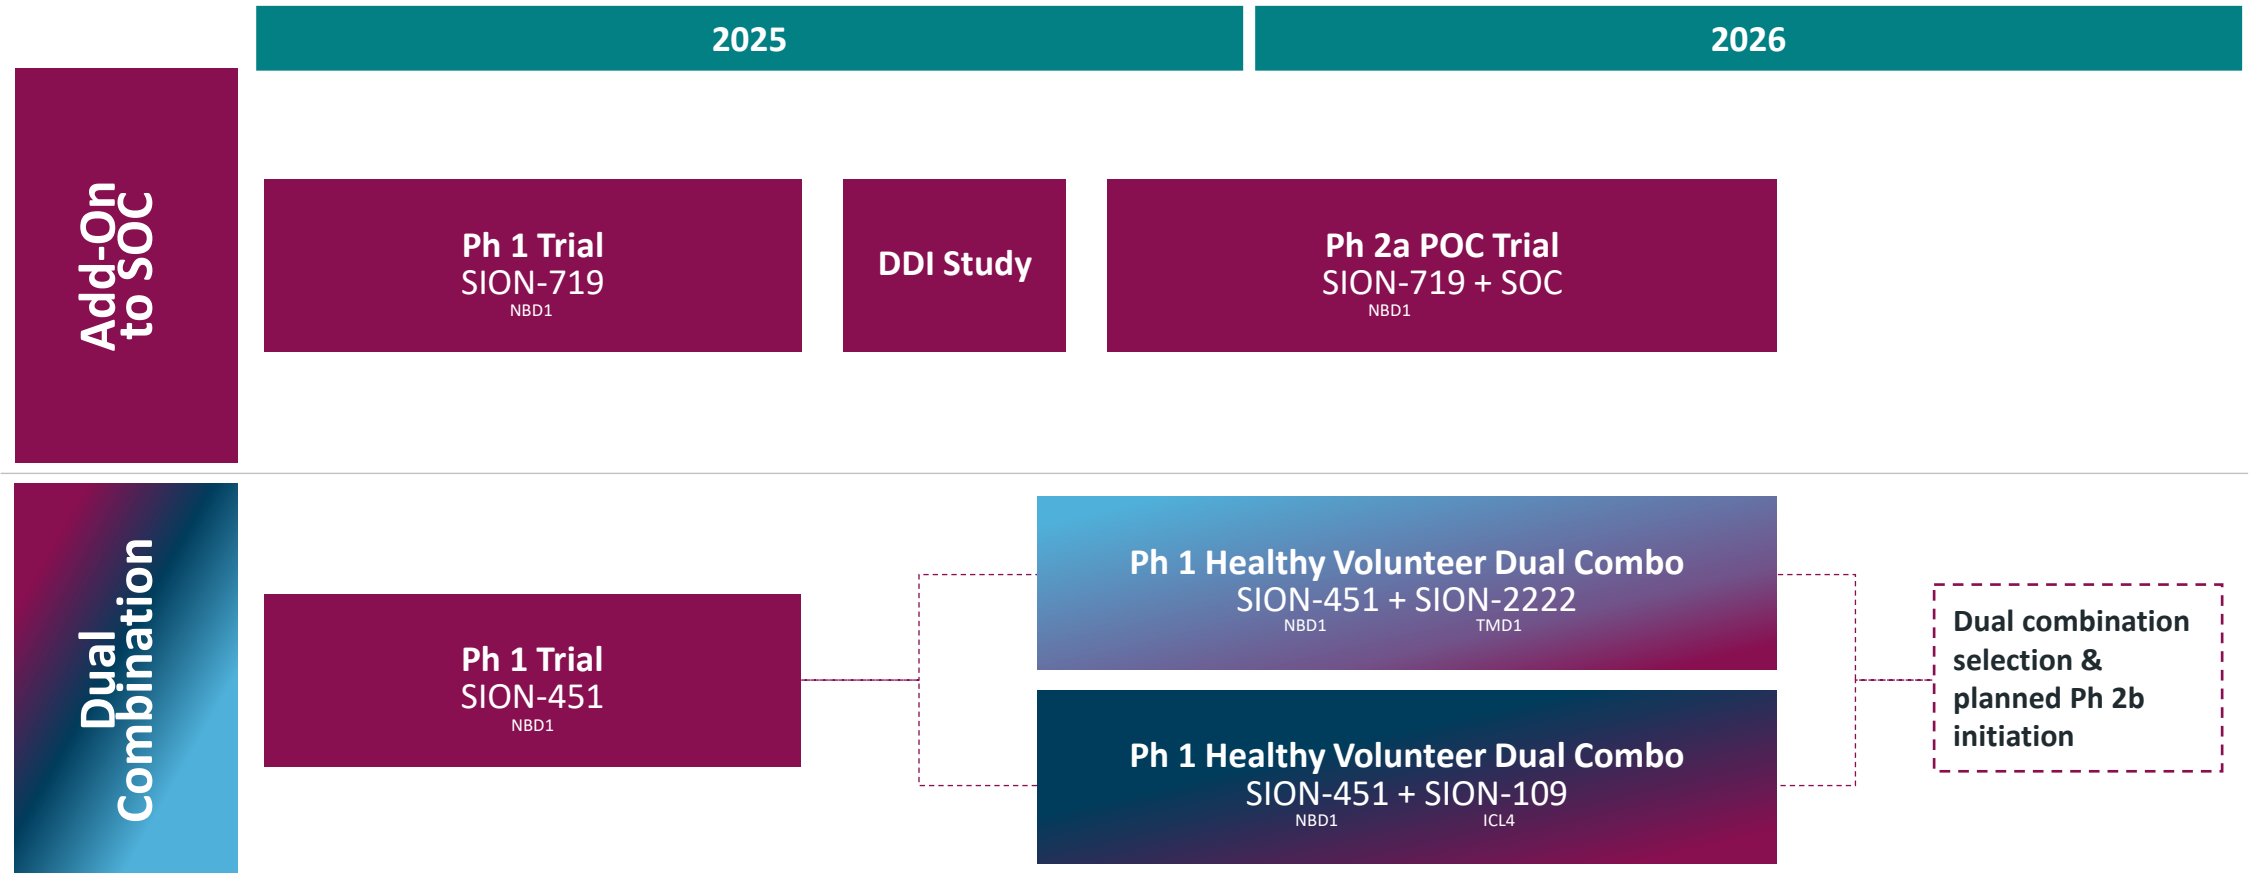 2025
2026
Add-On
to SOC
Ph 1 Trial
SION-719
NBD1
DDI Study
Ph 2a POC Trial
SION-719 + SOC
NBD1
Dual
Combination
Ph 1 Trial
SION-451
NBD1
Ph 1 Healthy Volunteer Dual Combo
SION-451 + SION-2222
NBD1 TMD1
Ph 1 Healthy Volunteer Dual Combo
SION-451 + SION-109
NBD1 ICL4
Dual combination
selection &
planned Ph 2b
initiation